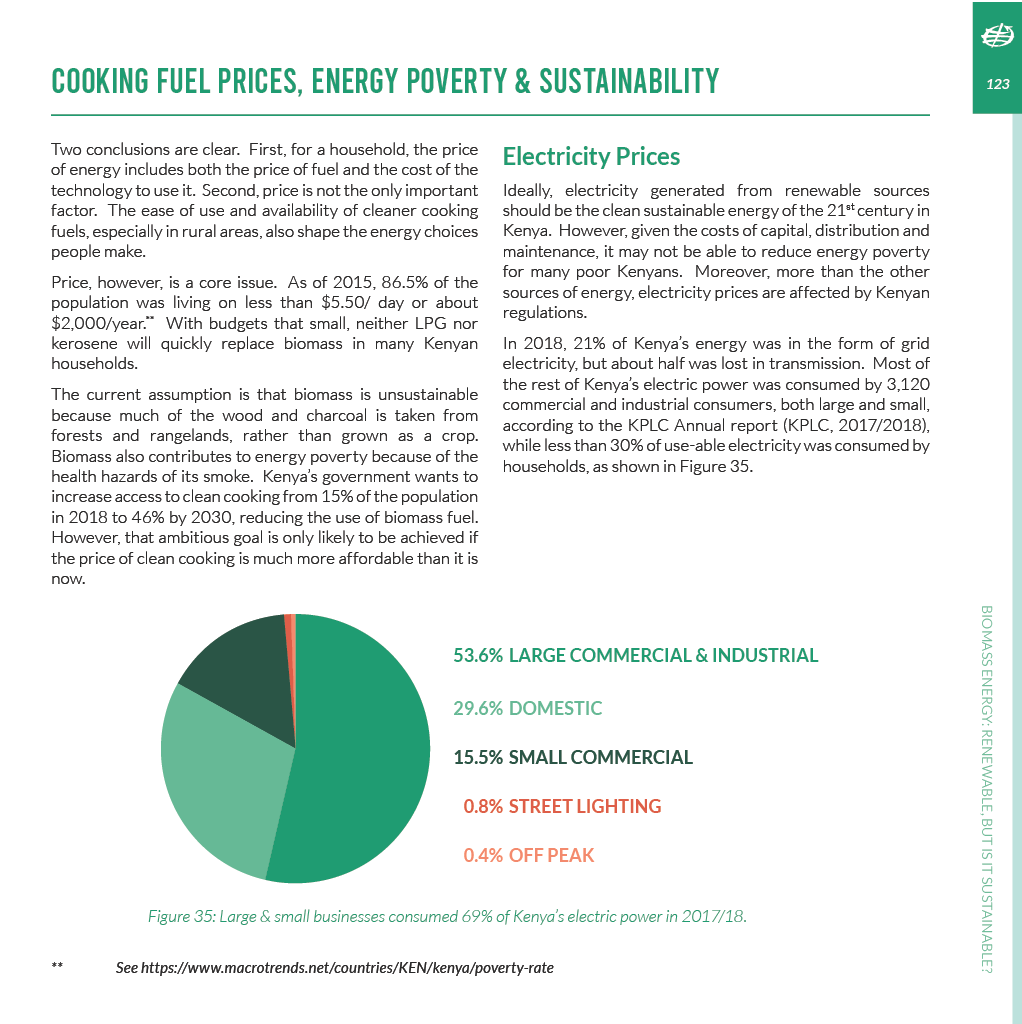 123
COOKING FUEL PRICES, ENERGY POVERTY & SUSTAINABILITY
Two conclusions are clear. First, for a household, the price
of energy includes both the price of fuel and the cost of the
technology to use it. Second, price is not the only important
factor. The ease of use and availability of cleaner cooking
fuels, especially in rural areas, also shape the energy choices
people make.
Price, however, is a core issue. As of 2015, 86.5% of the
population was living on less than $5.50/ day or about
$2,000/year.** With budgets that small, neither LPG nor
kerosene will quickly replace biomass in many Kenyan
households.
The current assumption is that biomass is unsustainable
because much of the wood and charcoal is taken from
forests and rangelands, rather than grown as a crop.
Biomass also contributes to energy poverty because of the
health hazards of its smoke. Kenya's government wants to
increase access to clean cooking from 15% of the population
in 2018 to 46% by 2030, reducing the use of biomass fuel.
However, that ambitious goal is only likely to be achieved if
the price of clean cooking is much more affordable than it is
now.
Electricity Prices
Ideally, electricity generated from renewable sources
should be the clean sustainable energy of the 21st century in
Kenya. However, given the costs of capital, distribution and
maintenance, it may not be able to reduce energy poverty
for many poor Kenyans. Moreover, more than the other
sources of energy, electricity prices are affected by Kenyan
regulations.
In 2018, 21% of Kenya's energy was in the form of grid
electricity, but about half was lost in transmission. Most of
the rest of Kenya's electric power was consumed by 3,120
commercial and industrial consumers, both large and small,
according to the KPLC Annual report (KPLC, 2017/2018),
while less than 30% of use-able electricity was consumed by
households, as shown in Figure 35.
53.6% LARGE COMMERCIAL & INDUSTRIAL
29.6% DOMESTIC
15.5% SMALL COMMERCIAL
0.8% STREET LIGHTING
0.4% OFF PEAK
Figure 35: Large & small businesses consumed 69% of Kenya's electric power in 2017/18.
** See https://www.macrotrends.net/countries/KEN/kenya/poverty-rate
BIOMASS ENERGY: RENEWABLE, BUT IS IT SUSTAINABLE?